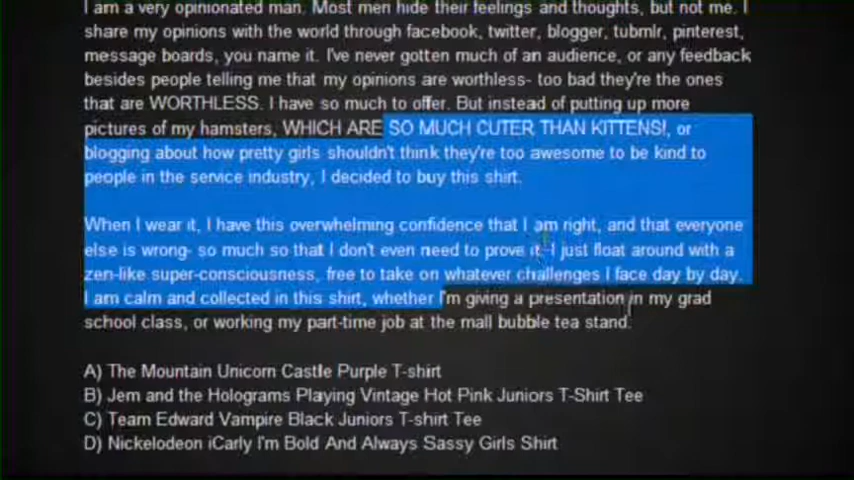 I am a very opinionated man. Most men hide their feelings and thoughts, but not me. I
share my opinions with the world through facebook, twitter, blogger, tubmlr, pinterest,
message boards, you name it. I've never gotten much of an audience, or any feedback
besides people telling me that my opinions are worthless- too bad they're the ones
that are WORTHLESS. I have so much to offer. But instead of putting up more
pictures of my hamsters, WHICH ARE SO MUCH CUTER THAN KITTENS!, or
blogging about how pretty girls shouldn't think they're too awesome to be kind to
people in the service industry, I decided to buy this shirt.
When I wear it, I have this overwhelming confidence that I am right, and that everyone
else is wrong- so much so that I don't even need to prove it- I just float around with a
zen-like super-consciousness, free to take on whatever challenges I face day by day.
I am calm and collected in this shirt, whether I'm giving a presentation in my grad
school class, or working my part-time job at the mall bubble tea stand.
A) The Mountain Unicorn Castle Purple T-shirt
B) Jem and the Holograms Playing Vintage Hot Pink Juniors T-Shirt Tee
C) Team Edward Vampire Black Juniors T-shirt Tee
D) Nickelodeon iCarly I'm Bold And Always Sassy Girls Shirt